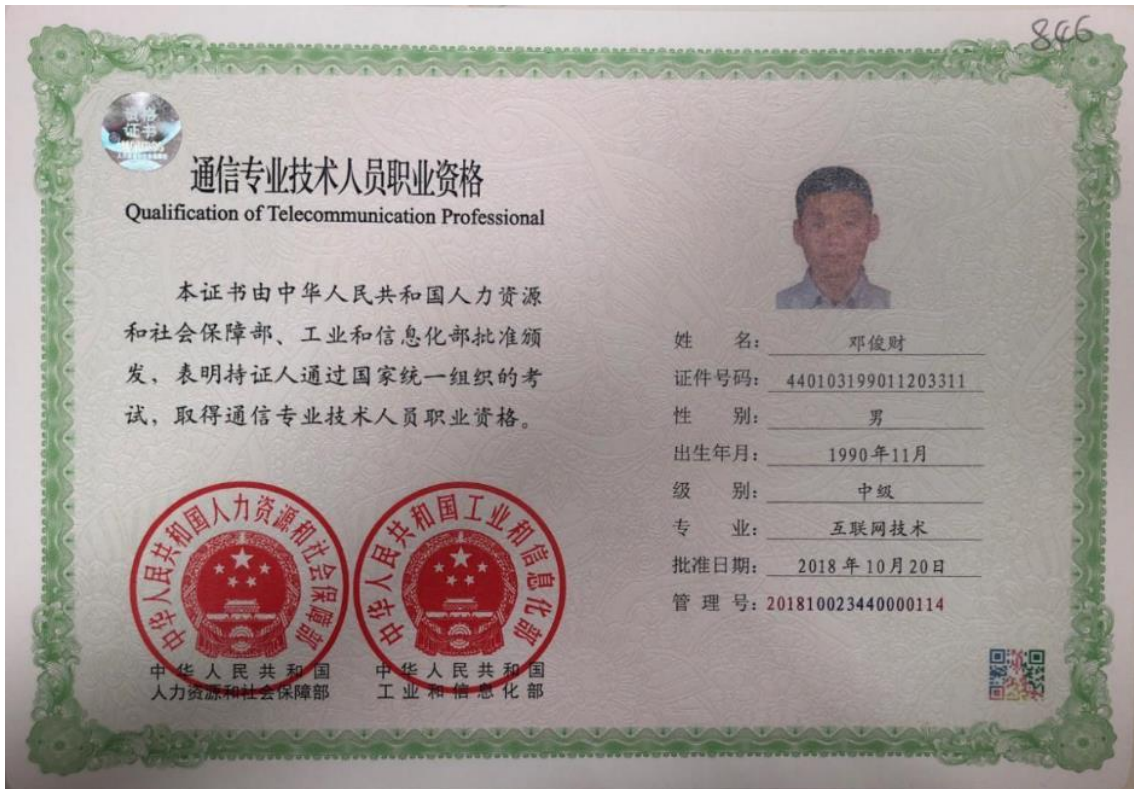 846
资格
证书
通信专业技术人员职业资格
Qualification of Telecommunication Professional
本证书由中华人民共和国人力资源
和社会保障部、工业和信息化部批准颁
发，表明持证人通过国家统一组织的考
试，取得通信专业技术人员职业资格。
中华人民共和国人力资源和社会保障部
中华人民共和国工业和信息化部
中华人民共和国
人力资源和社会保障部
中华人民共和国
工业和信息化部
姓 名： 邓俊财
证件号码： 440103199011203311
性 别： 男
出生年月： 1990年11月
级 别： 中级
专 业： 互联网技术
批准日期： 2018年10月20日
管 理 号： 201810023440000114